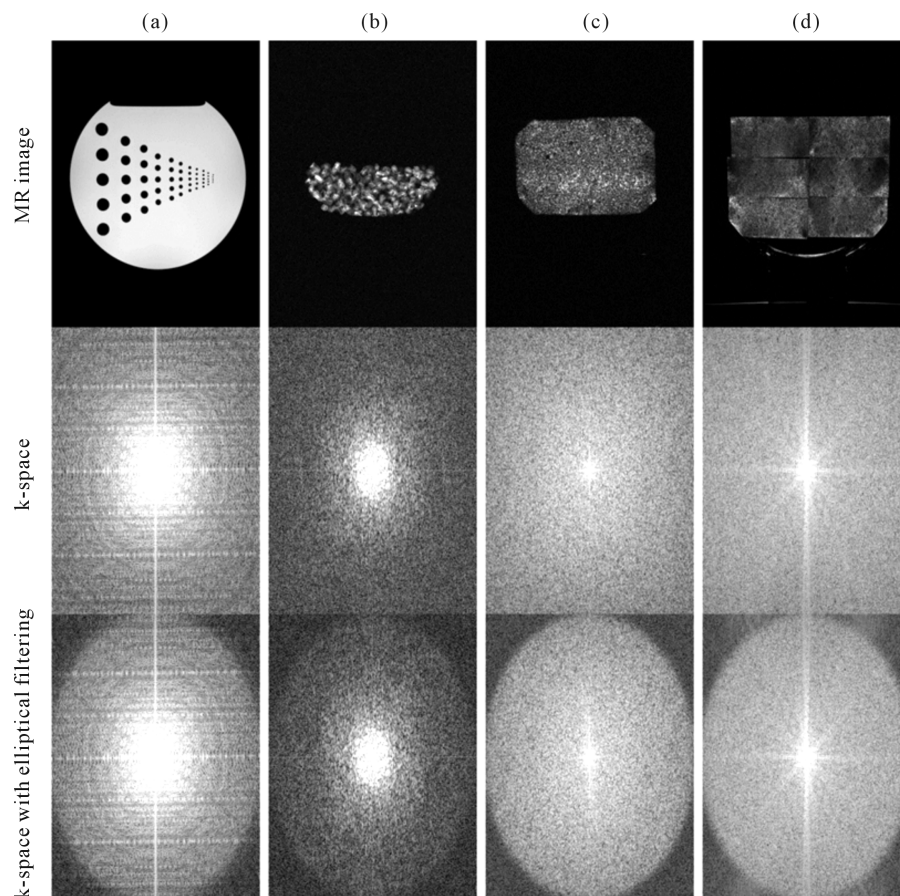 (a)
(b)
(c)
(d)
MR image
k-space
k-space with elliptical filtering